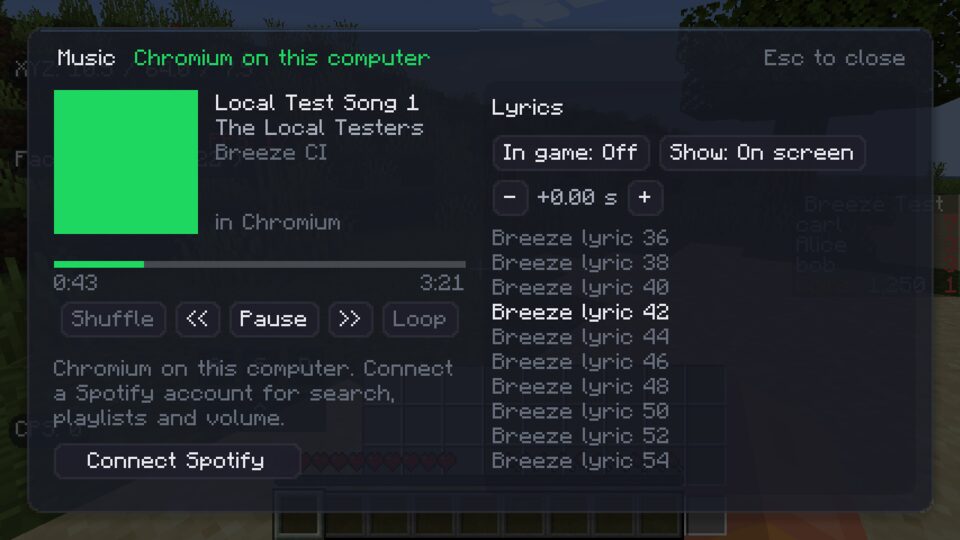 Music Chromium on this computer
Esc to close
Local Test Song 1
The Local Testers
Breeze CI
in Chromium
0:43
3:21
Shuffle << Pause >> Loop
Chromium on this computer. Connect
a Spotify account for search,
playlists and volume.
Connect Spotify
Lyrics
In game: Off
Show: On screen
- +0.00 s +
Breeze lyric 36
Breeze lyric 38
Breeze lyric 40
Breeze lyric 42
Breeze lyric 44
Breeze lyric 46
Breeze lyric 48
Breeze lyric 50
Breeze lyric 52
Breeze lyric 54
Breeze Test
carl
Alice
bob